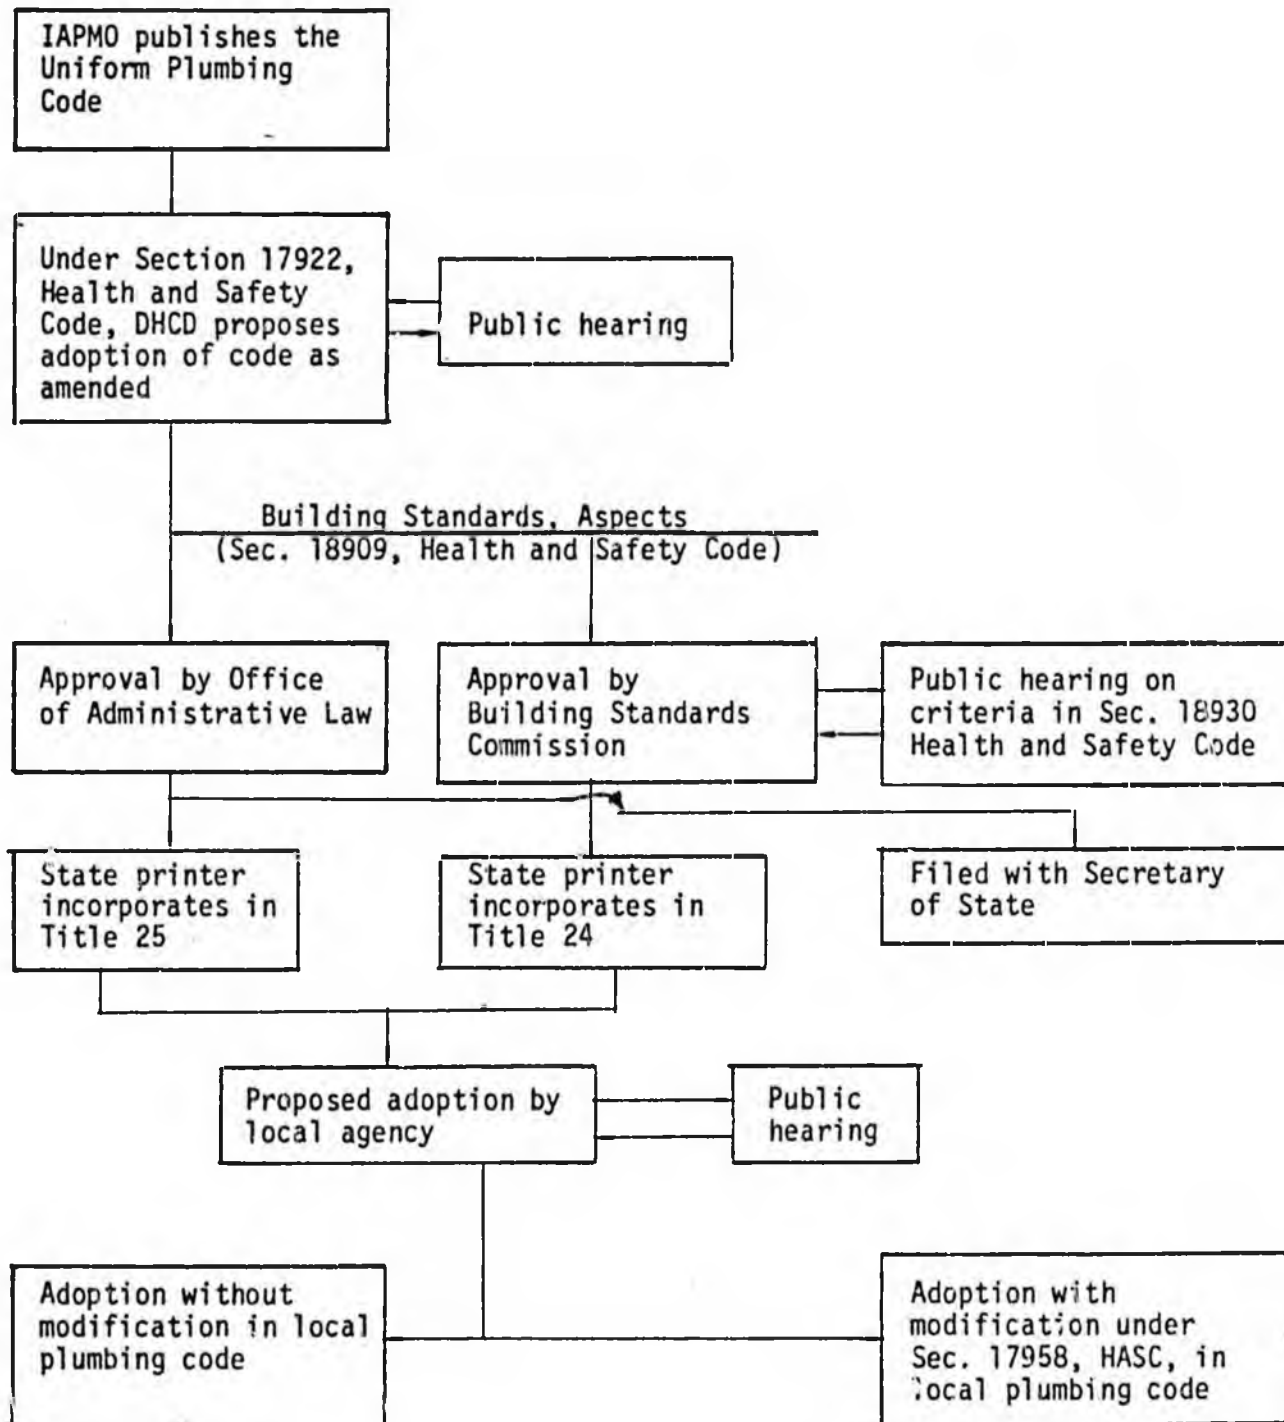 IAPMO publishes the
Uniform Plumbing
Code
Under Section 17922,
Health and Safety
Code, DHCD proposes
adoption of code as
amended
Public hearing
Building Standards, Aspects
(Sec. 18909, Health and Safety Code)
Approval by Office
of Administrative Law
Approval by
Building Standards
Commission
Public hearing on
criteria in Sec. 18930
Health and Safety Code
State printer
incorporates in
Title 25
State printer
incorporates in
Title 24
Filed with Secretary
of State
Proposed adoption by
local agency
Public
hearing
Adoption without
modification in local
plumbing code
Adoption with
modification under
Sec. 17958, HASC, in
local plumbing code